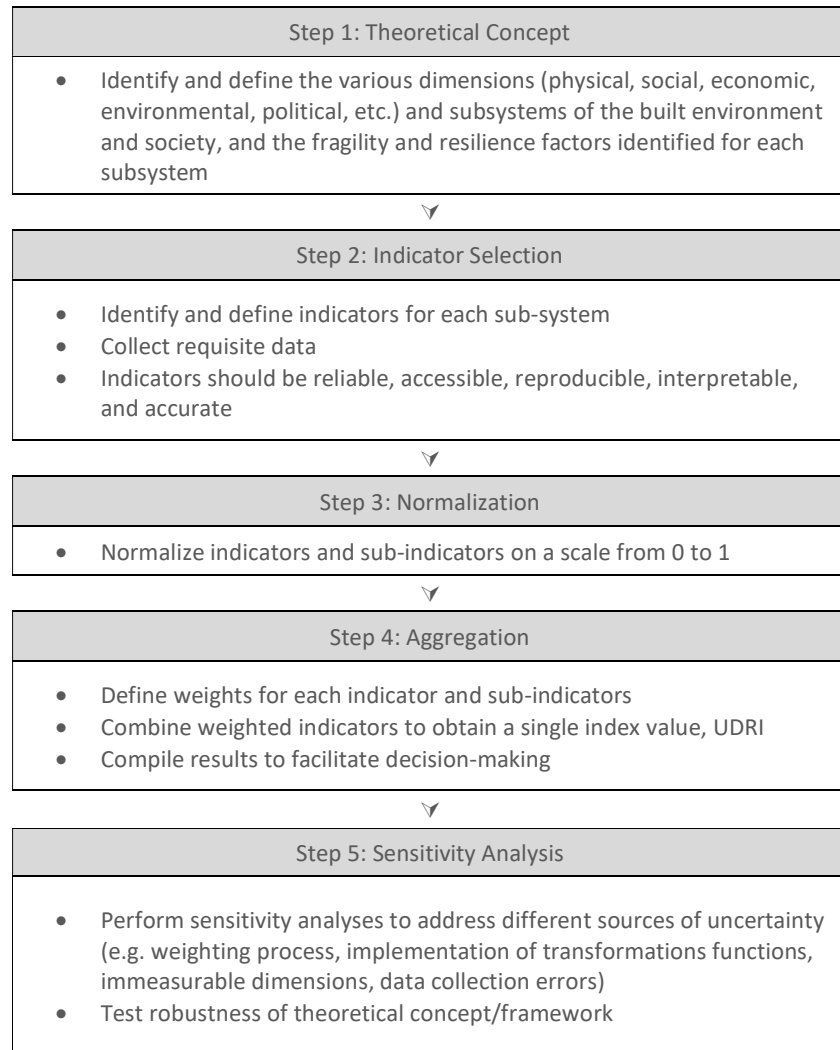 Step 1: Theoretical Concept
• Identify and define the various dimensions (physical, social, economic,
environmental, political, etc.) and subsystems of the built environment
and society, and the fragility and resilience factors identified for each
subsystem
Step 2: Indicator Selection
• Identify and define indicators for each sub-system
• Collect requisite data
• Indicators should be reliable, accessible, reproducible, interpretable,
and accurate
Step 3: Normalization
• Normalize indicators and sub-indicators on a scale from 0 to 1
Step 4: Aggregation
• Define weights for each indicator and sub-indicators
• Combine weighted indicators to obtain a single index value, UDRI
• Compile results to facilitate decision-making
Step 5: Sensitivity Analysis
• Perform sensitivity analyses to address different sources of uncertainty
(e.g. weighting process, implementation of transformations functions,
immeasurable dimensions, data collection errors)
• Test robustness of theoretical concept/framework